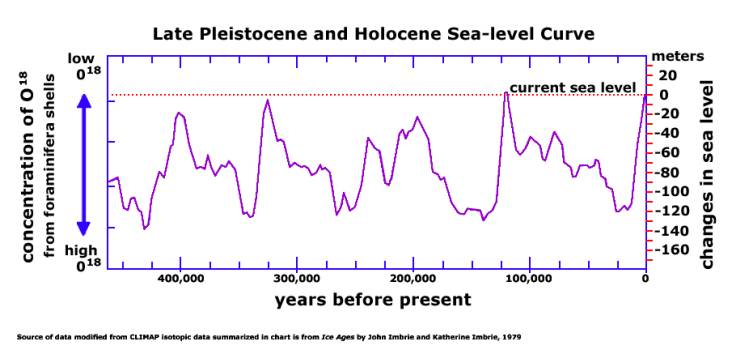 Late Pleistocene and Holocene Sea-level Curve
low
O¹⁸
concentration of O¹⁸
from foraminifera shells
high
O¹⁸
current sea level
meters
20
0
-20
-40
-60
-80
-100
-120
-140
-160
changes in sea level
400,000
300,000
200,000
100,000
0
years before present
Source of data modified from CLIMAP isotopic data summarized in chart is from Ice Ages by John Imbrie and Katherine Imbrie, 1979